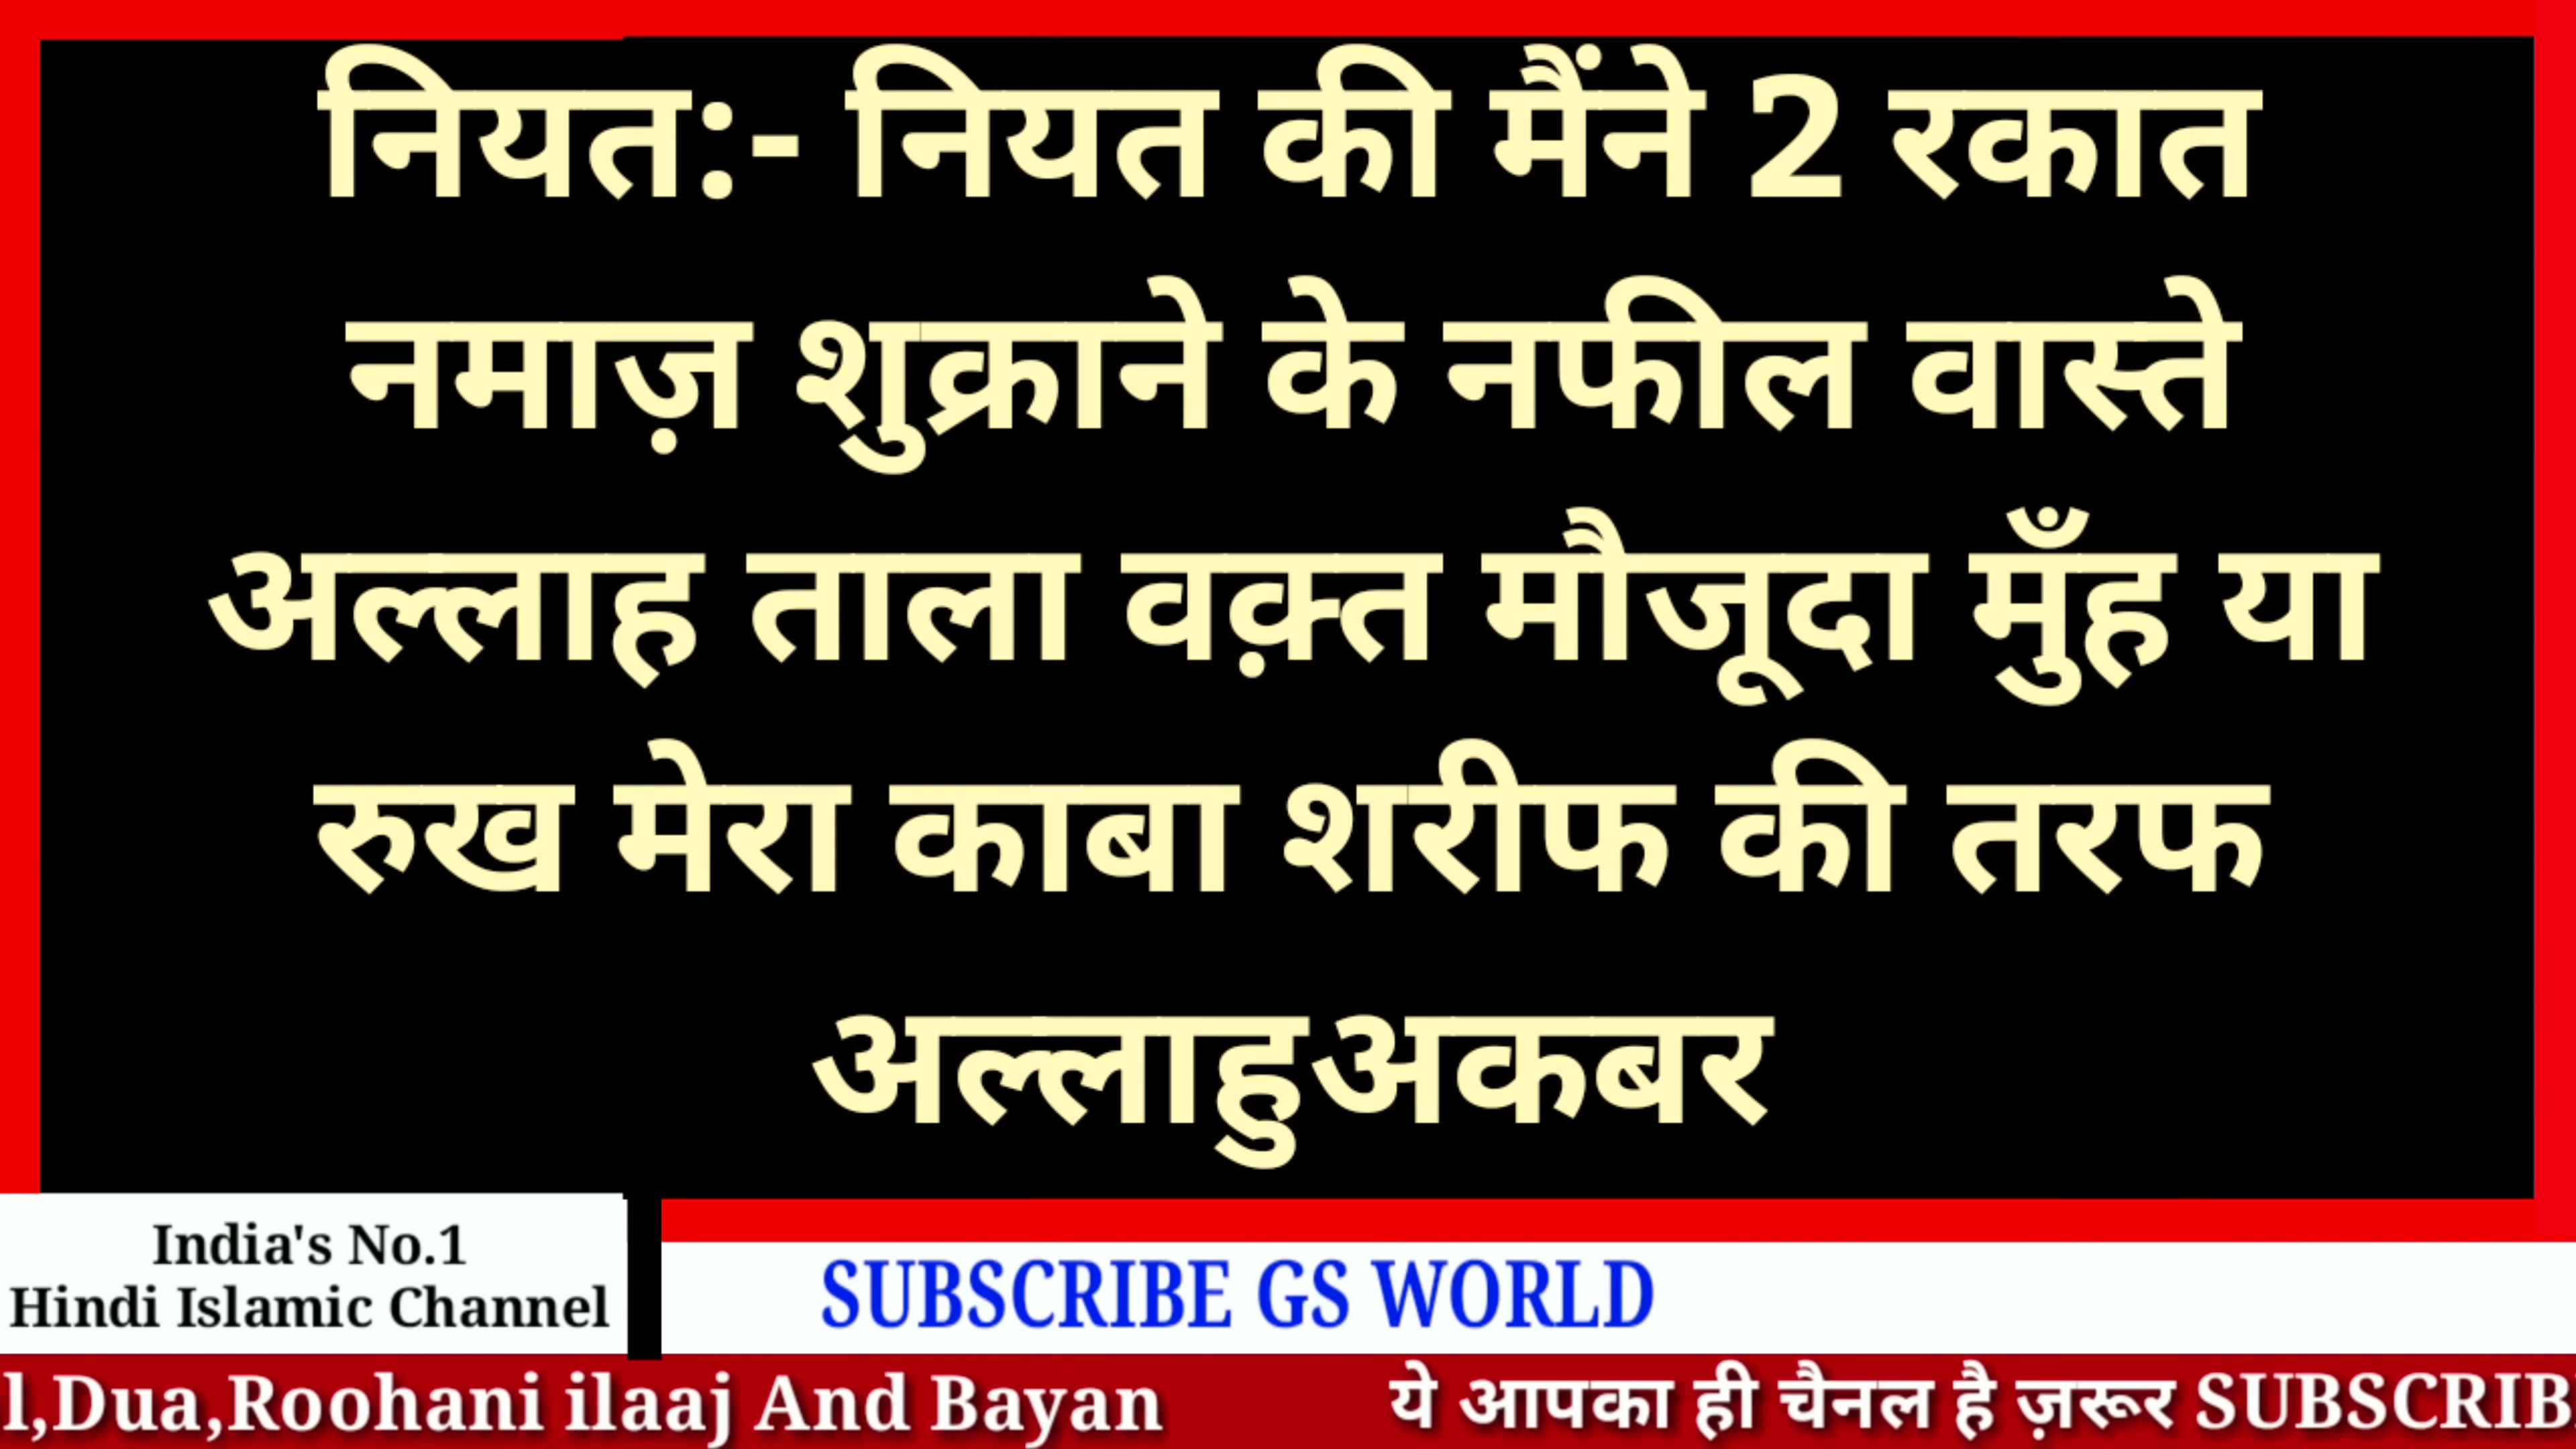 नियत:- नियत की मैंने 2 रकात
नमाज़ शुक्राने के नफील वास्ते
अल्लाह ताला वक़्त मौजूदा मुँह या
रुख मेरा काबा शरीफ की तरफ
अल्लाहुअकबर
India's No.1
Hindi Islamic Channel
SUBSCRIBE GS WORLD
l,Dua,Roohani ilaaj And Bayan ये आपका ही चैनल है ज़रूर SUBSCRIB